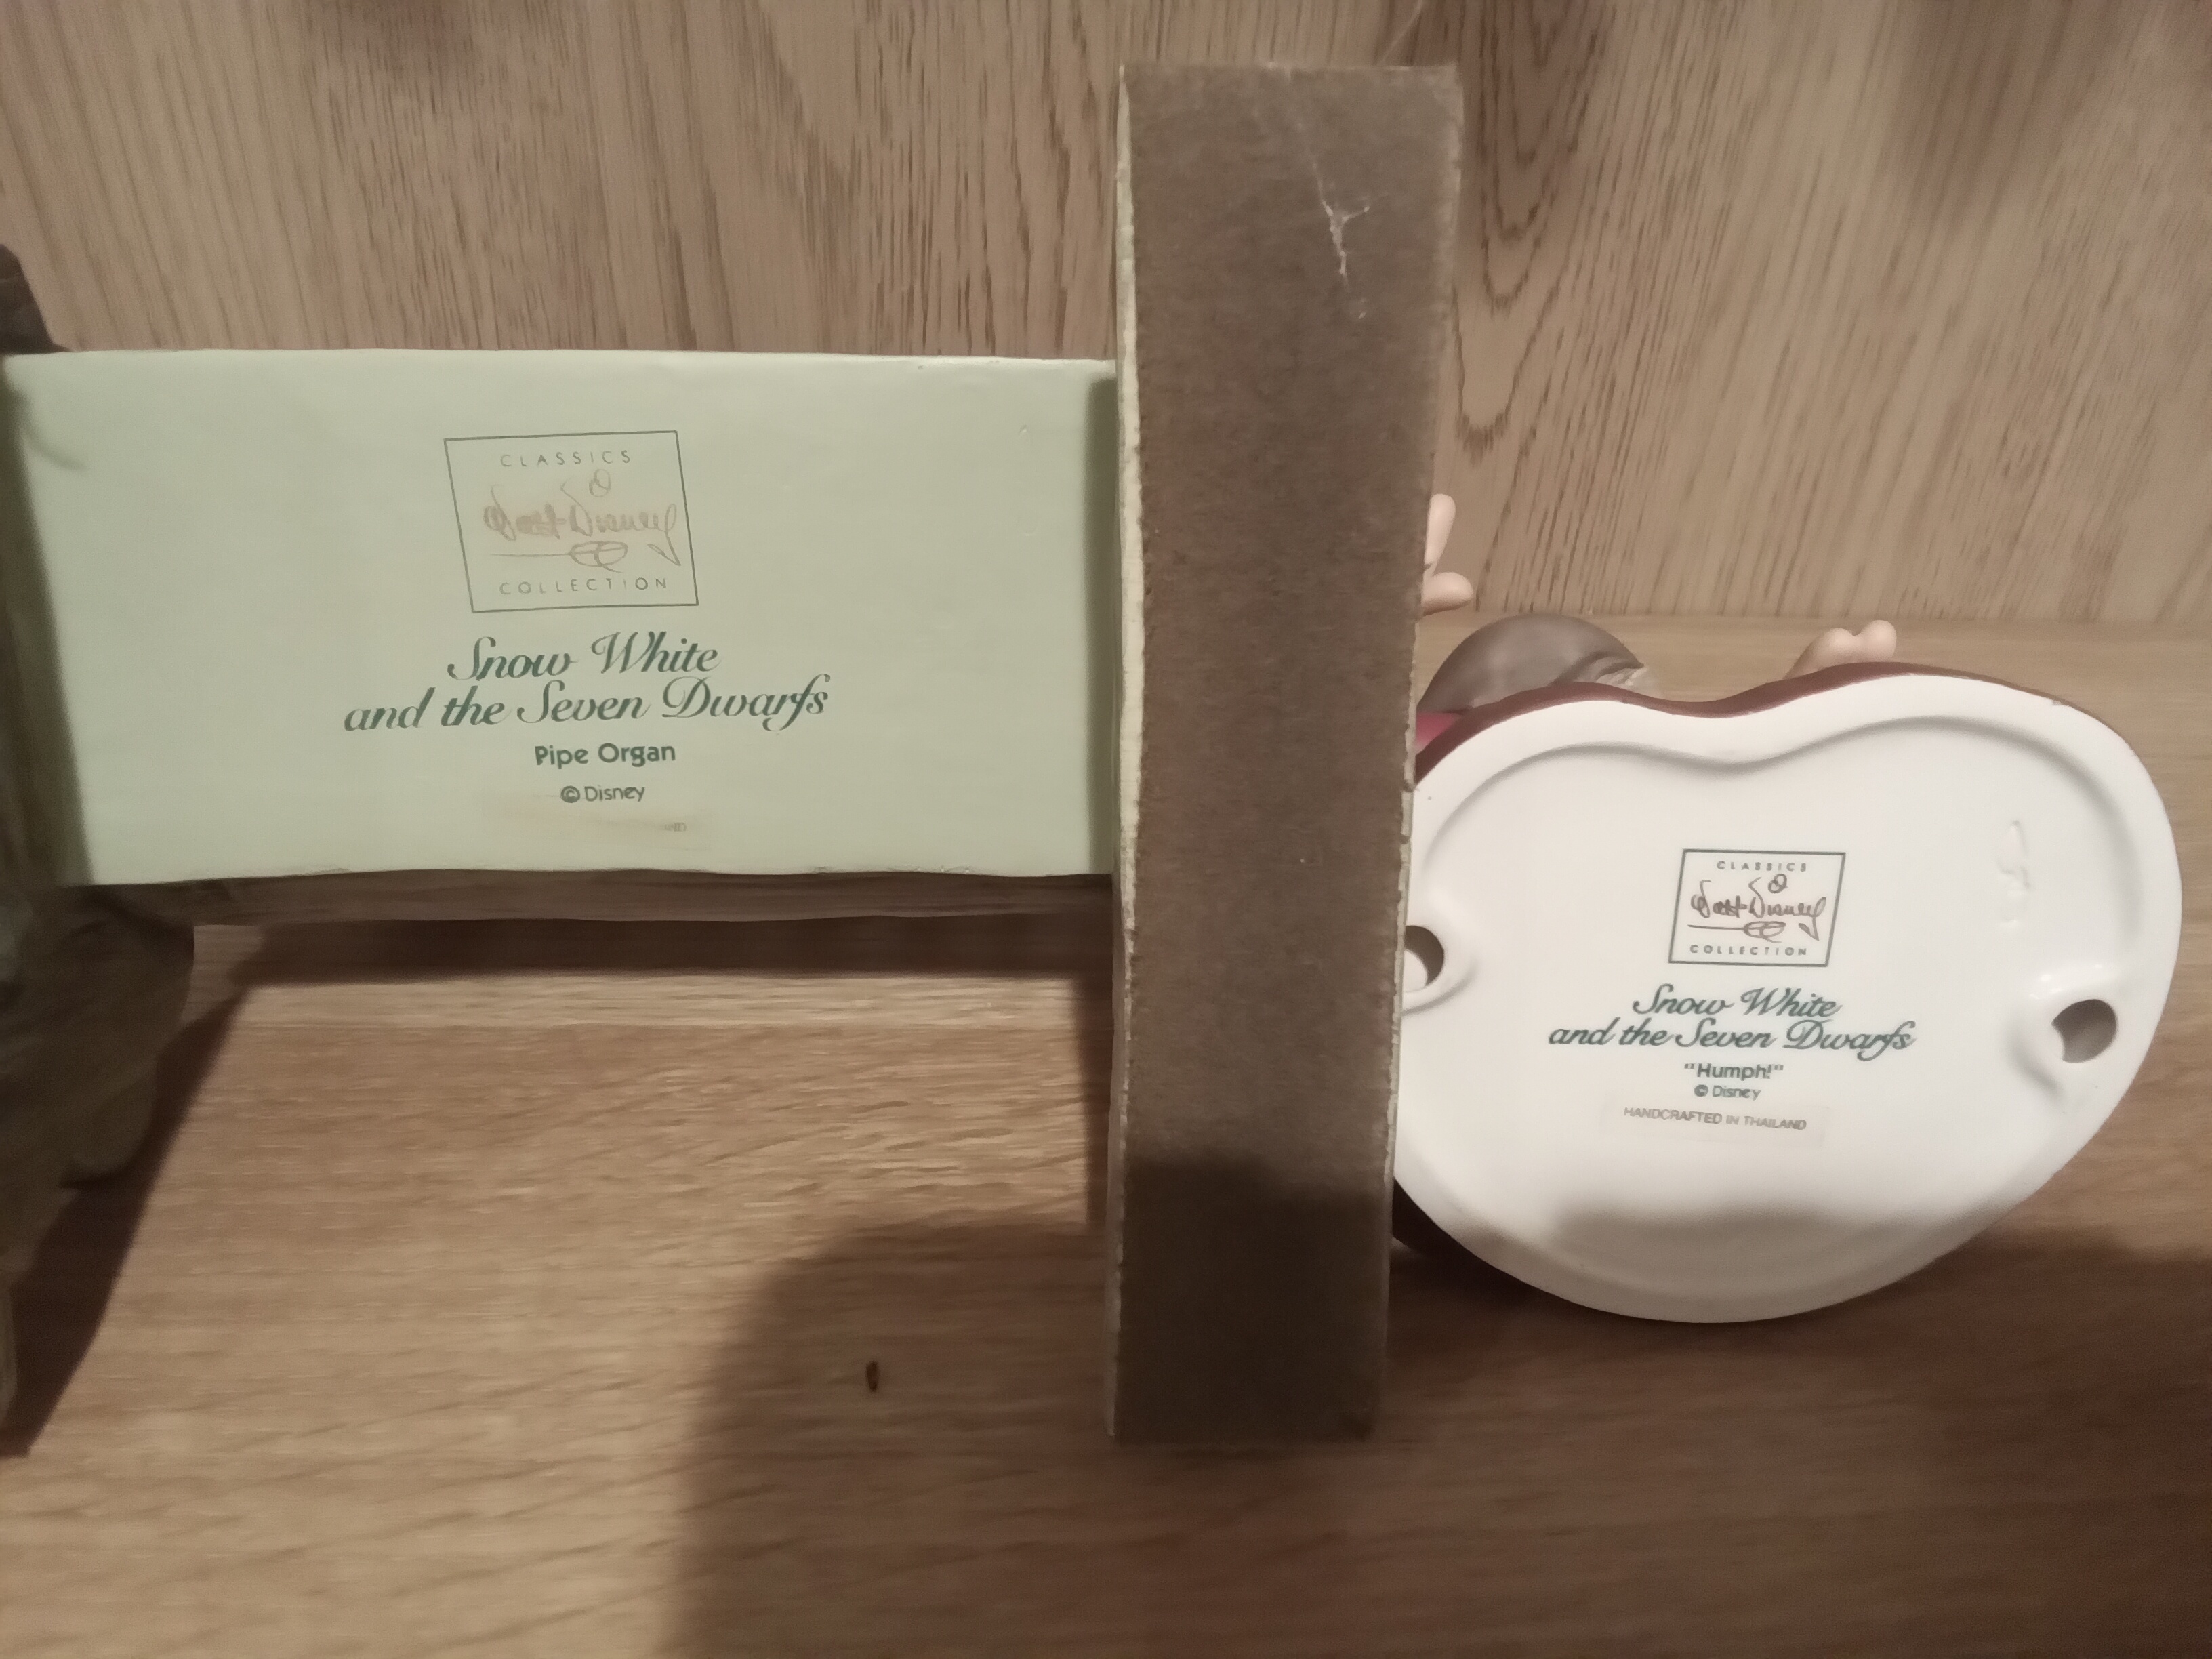 CLASSICS
Walt Disney
COLLECTION
Snow White
and the Seven Dwarfs
Pipe Organ
© Disney
CLASSICS
Walt Disney
COLLECTION
Snow White
and the Seven Dwarfs
"Humph!"
© Disney
HANDCRAFTED IN THAILAND